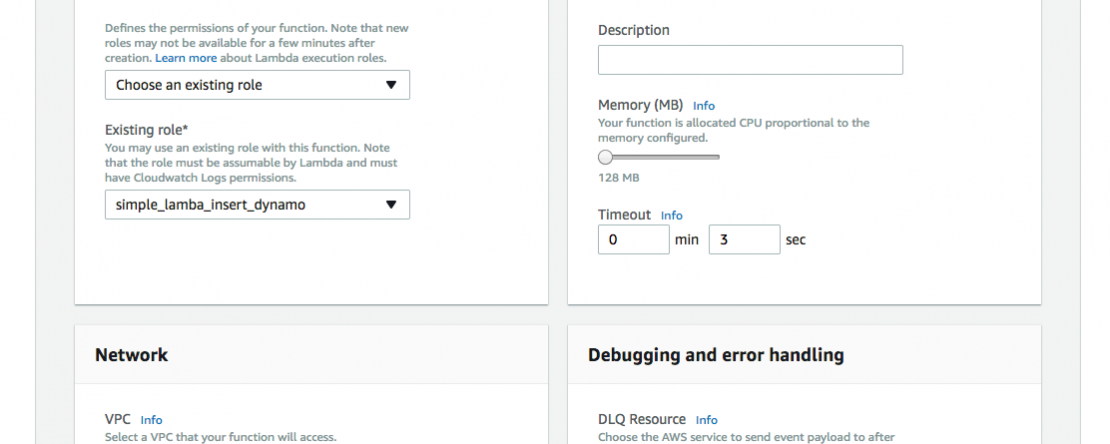 Defines the permissions of your function. Note that new
roles may not be available for a few minutes after
creation. Learn more about Lambda execution roles.
Choose an existing role
Existing role*
You may use an existing role with this function. Note
that the role must be assumable by Lambda and must
have Cloudwatch Logs permissions.
simple_lamba_insert_dynamo
Description
Memory (MB) Info
Your function is allocated CPU proportional to the
memory configured.
128 MB
Timeout Info
0 min 3 sec
Network
VPC Info
Select a VPC that your function will access.
Debugging and error handling
DLQ Resource Info
Choose the AWS service to send event payload to after